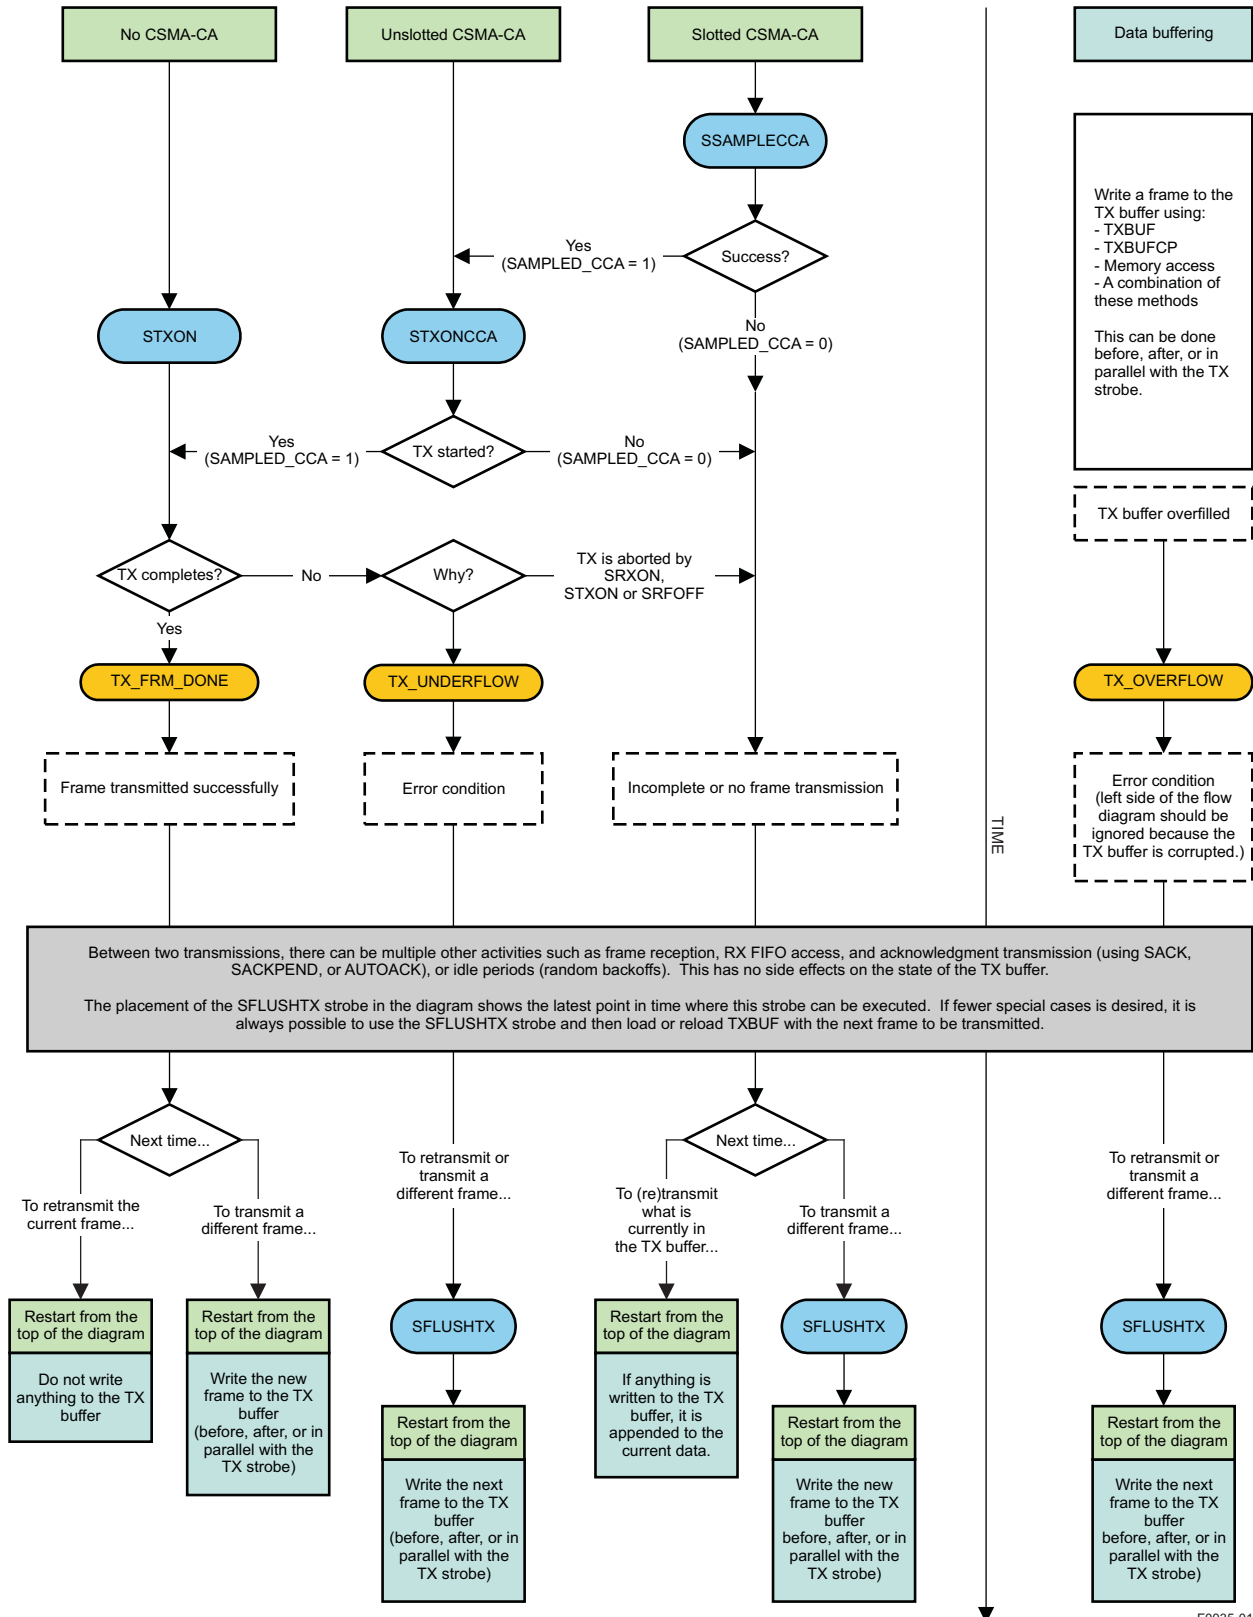 No CSMA-CA
Unslotted CSMA-CA
Slotted CSMA-CA
Data buffering
SSAMPLECCA
Write a frame to the
TX buffer using:
- TXBUF
- TXBUFCP
- Memory access
- A combination of
these methods
This can be done
before, after, or in
parallel with the TX
strobe.
Yes
(SAMPLED_CCA = 1)
Success?
No
(SAMPLED_CCA = 0)
STXON
STXONCCA
Yes
(SAMPLED_CCA = 1)
TX started?
No
(SAMPLED_CCA = 0)
TX buffer overfilled
TX completes?
No
Why?
TX is aborted by
SRXON,
STXON or SRFOFF
Yes
TX_FRM_DONE
TX_UNDERFLOW
TX_OVERFLOW
Frame transmitted successfully
Error condition
Incomplete or no frame transmission
TIME
Error condition
(left side of the flow
diagram should be
ignored because the
TX buffer is corrupted.)
Between two transmissions, there can be multiple other activities such as frame reception, RX FIFO access, and acknowledgment transmission (using SACK,
SACKPEND, or AUTOACK), or idle periods (random backoffs). This has no side effects on the state of the TX buffer.
The placement of the SFLUSHTX strobe in the diagram shows the latest point in time where this strobe can be executed. If fewer special cases is desired, it is
always possible to use the SFLUSHTX strobe and then load or reload TXBUF with the next frame to be transmitted.
Next time...
To retransmit the
current frame...
To transmit a
different frame...
To retransmit or
transmit a
different frame...
Next time...
To (re)transmit
what is
currently in
the TX buffer...
To transmit a
different frame...
To retransmit or
transmit a
different frame...
Restart from the
top of the diagram
Do not write
anything to the TX
buffer
Restart from the
top of the diagram
Write the new
frame to the TX
buffer
(before, after, or in
parallel with the
TX strobe)
SFLUSHTX
Restart from the
top of the diagram
Write the next
frame to the TX
buffer
(before, after, or in
parallel with the
TX strobe)
Restart from the
top of the diagram
If anything is
written to the TX
buffer, it is
appended to the
current data.
SFLUSHTX
Restart from the
top of the diagram
Write the new
frame to the TX
buffer
before, after, or in
parallel with the
TX strobe)
SFLUSHTX
Restart from the
top of the diagram
Write the next
frame to the TX
buffer
before, after, or in
parallel with the
TX strobe)